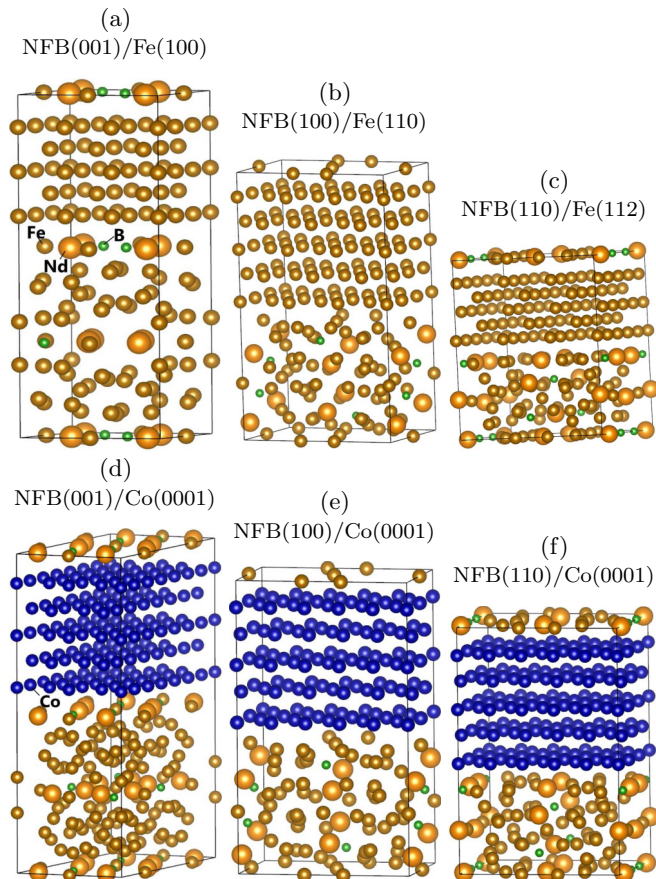 (a)
NFB(001)/Fe(100)
(b)
NFB(100)/Fe(110)
(c)
NFB(110)/Fe(112)
Fe
B
Nd
(d)
NFB(001)/Co(0001)
(e)
NFB(100)/Co(0001)
(f)
NFB(110)/Co(0001)
Co